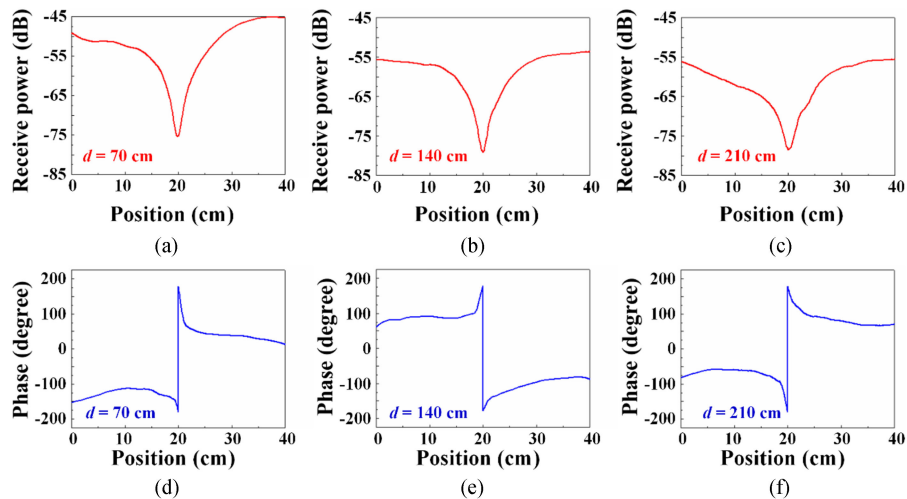 Receive power (dB)
-45
-55
-65
-75
-85
d = 70 cm
0 10 20 30 40
Position (cm)
(a)
Receive power (dB)
-45
-55
-65
-75
-85
d = 140 cm
0 10 20 30 40
Position (cm)
(b)
Receive power (dB)
-45
-55
-65
-75
-85
d = 210 cm
0 10 20 30 40
Position (cm)
(c)
Phase (degree)
200
100
0
-100
-200
d = 70 cm
0 10 20 30 40
Position (cm)
(d)
Phase (degree)
200
100
0
-100
-200
d = 140 cm
0 10 20 30 40
Position (cm)
(e)
Phase (degree)
200
100
0
-100
-200
d = 210 cm
0 10 20 30 40
Position (cm)
(f)